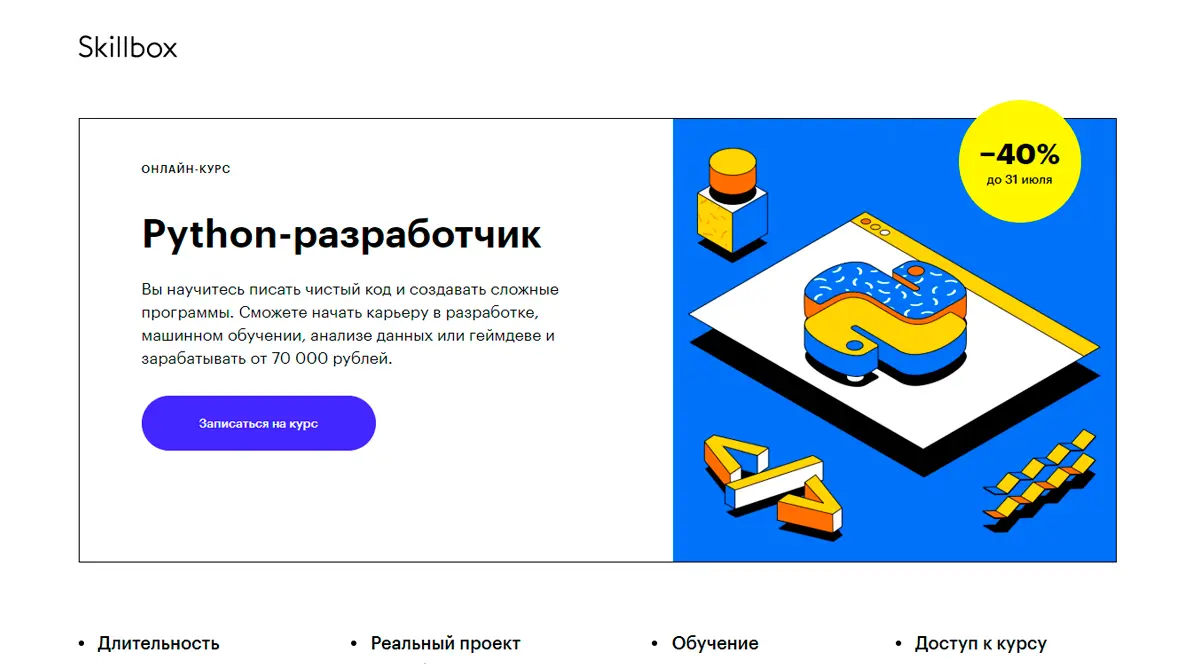 Skillbox
−40%
до 31 июля
ОНЛАЙН-КУРС
Python-разработчик
Вы научитесь писать чистый код и создавать сложные
программы. Сможете начать карьеру в разработке,
машинном обучении, анализе данных или геймдеве и
зарабатывать от 70 000 рублей.
Записаться на курс
• Длительность
• Реальный проект
• Обучение
• Доступ к курсу